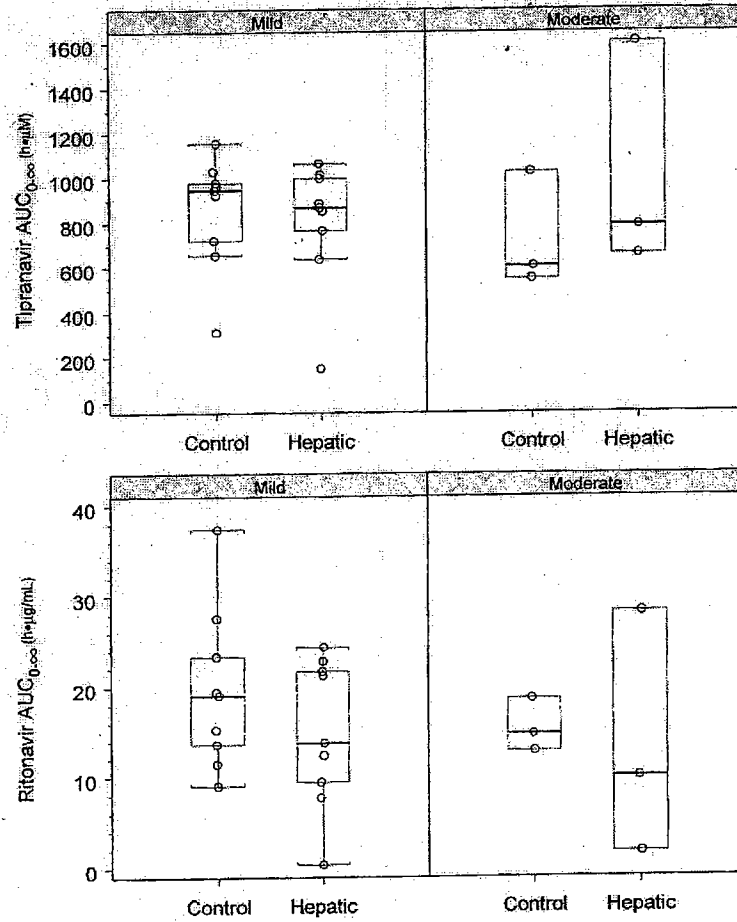 Mild Moderate
Tipranavir AUC0-∞ (h•µM)
1600
1400
1200
1000
800
600
400
200
0
Control Hepatic Control Hepatic
Mild Moderate
Ritonavir AUC0-∞ (h•µg/mL)
40
30
20
10
0
Control Hepatic Control Hepatic